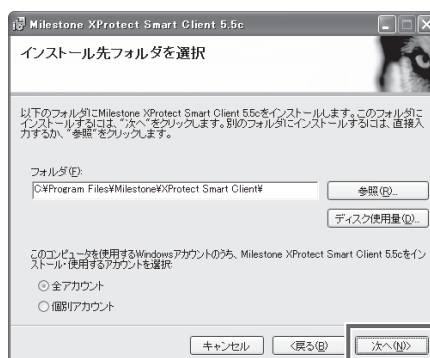 Milestone XProtect Smart Client 5.5c
インストール先フォルダを選択
以下のフォルダにMilestone XProtect Smart Client 5.5cをインストールします。このフォルダに
インストールするには、“次へ”をクリックします。別のフォルダにインストールするには、直接入
力するか、“参照”をクリックします。
フォルダ(F):
C:¥Program Files¥Milestone¥XProtect Smart Client¥
参照(R)...
ディスク使用量(D)...
このコンピュータを使用するWindowsアカウントのうち、Milestone XProtect Smart Client 5.5cをイン
ストール・使用するアカウントを選択:
全アカウント
個別アカウント
キャンセル
<戻る(B)
次へ(N)>